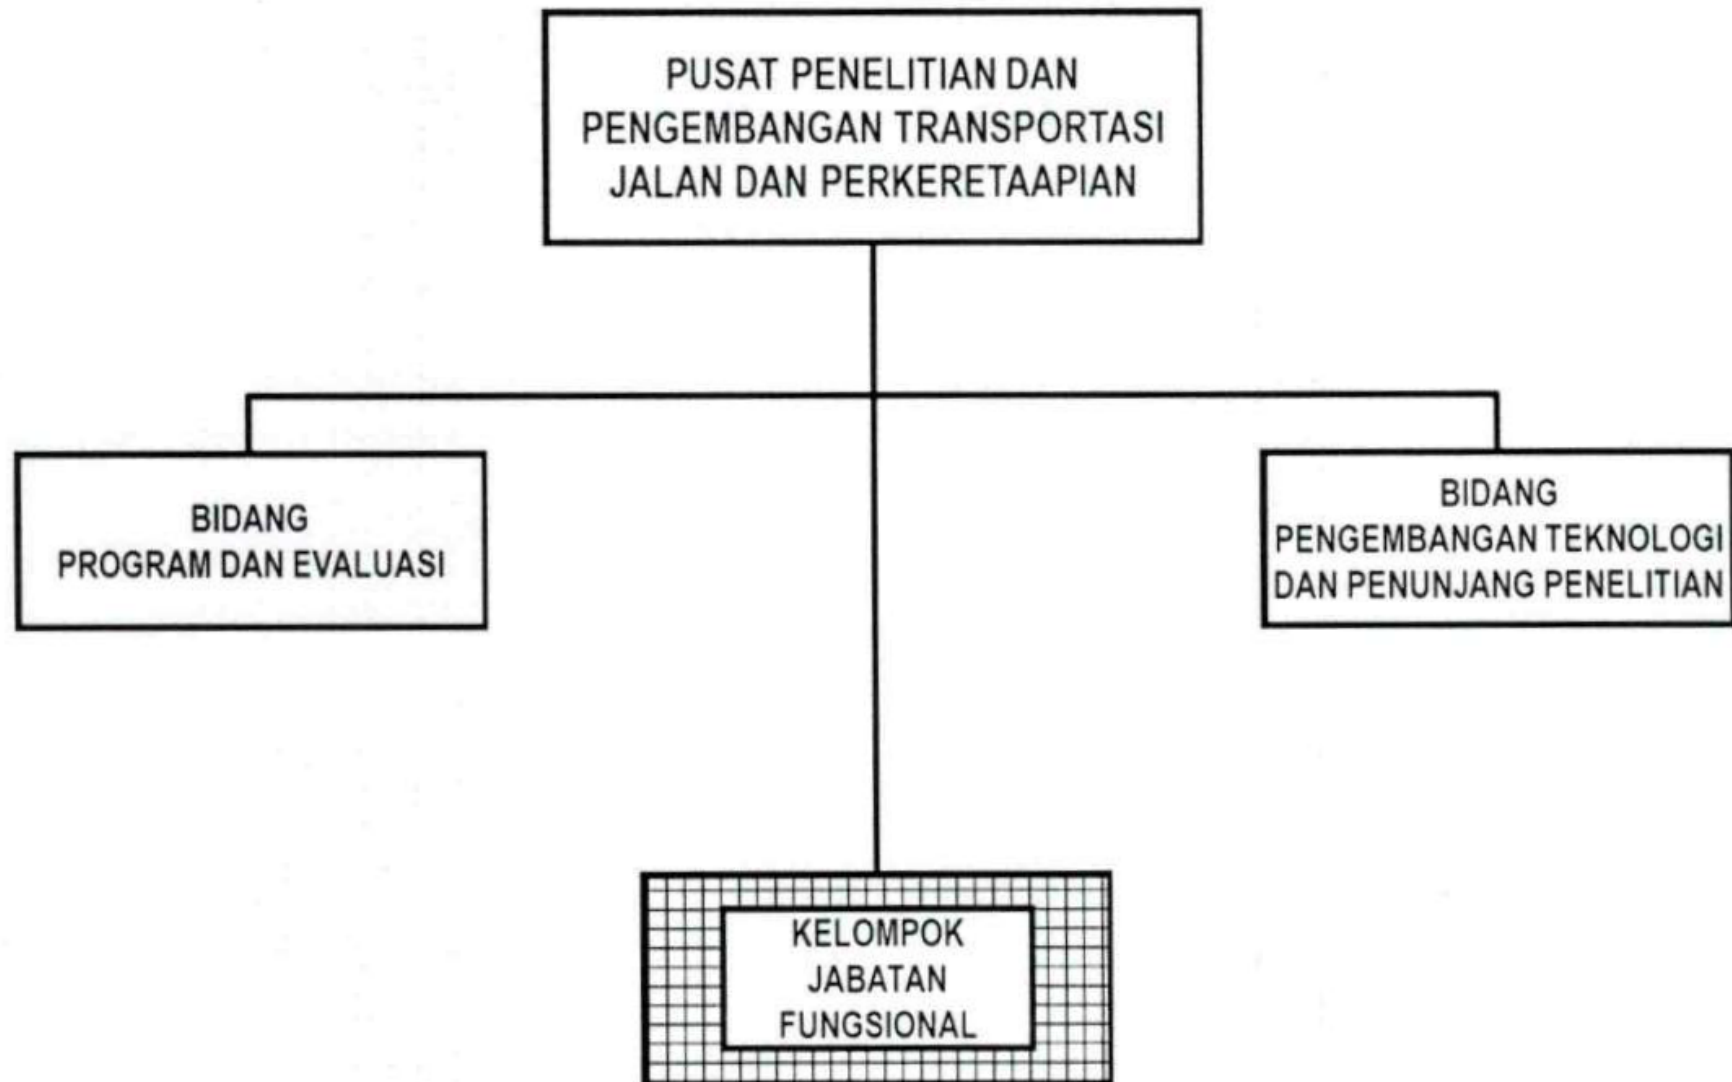 PUSAT PENELITIAN DAN
PENGEMBANGAN TRANSPORTASI
JALAN DAN PERKERETAAPIAN
BIDANG
PROGRAM DAN EVALUASI
BIDANG
PENGEMBANGAN TEKNOLOGI
DAN PENUNJANG PENELITIAN
KELOMPOK
JABATAN
FUNGSIONAL